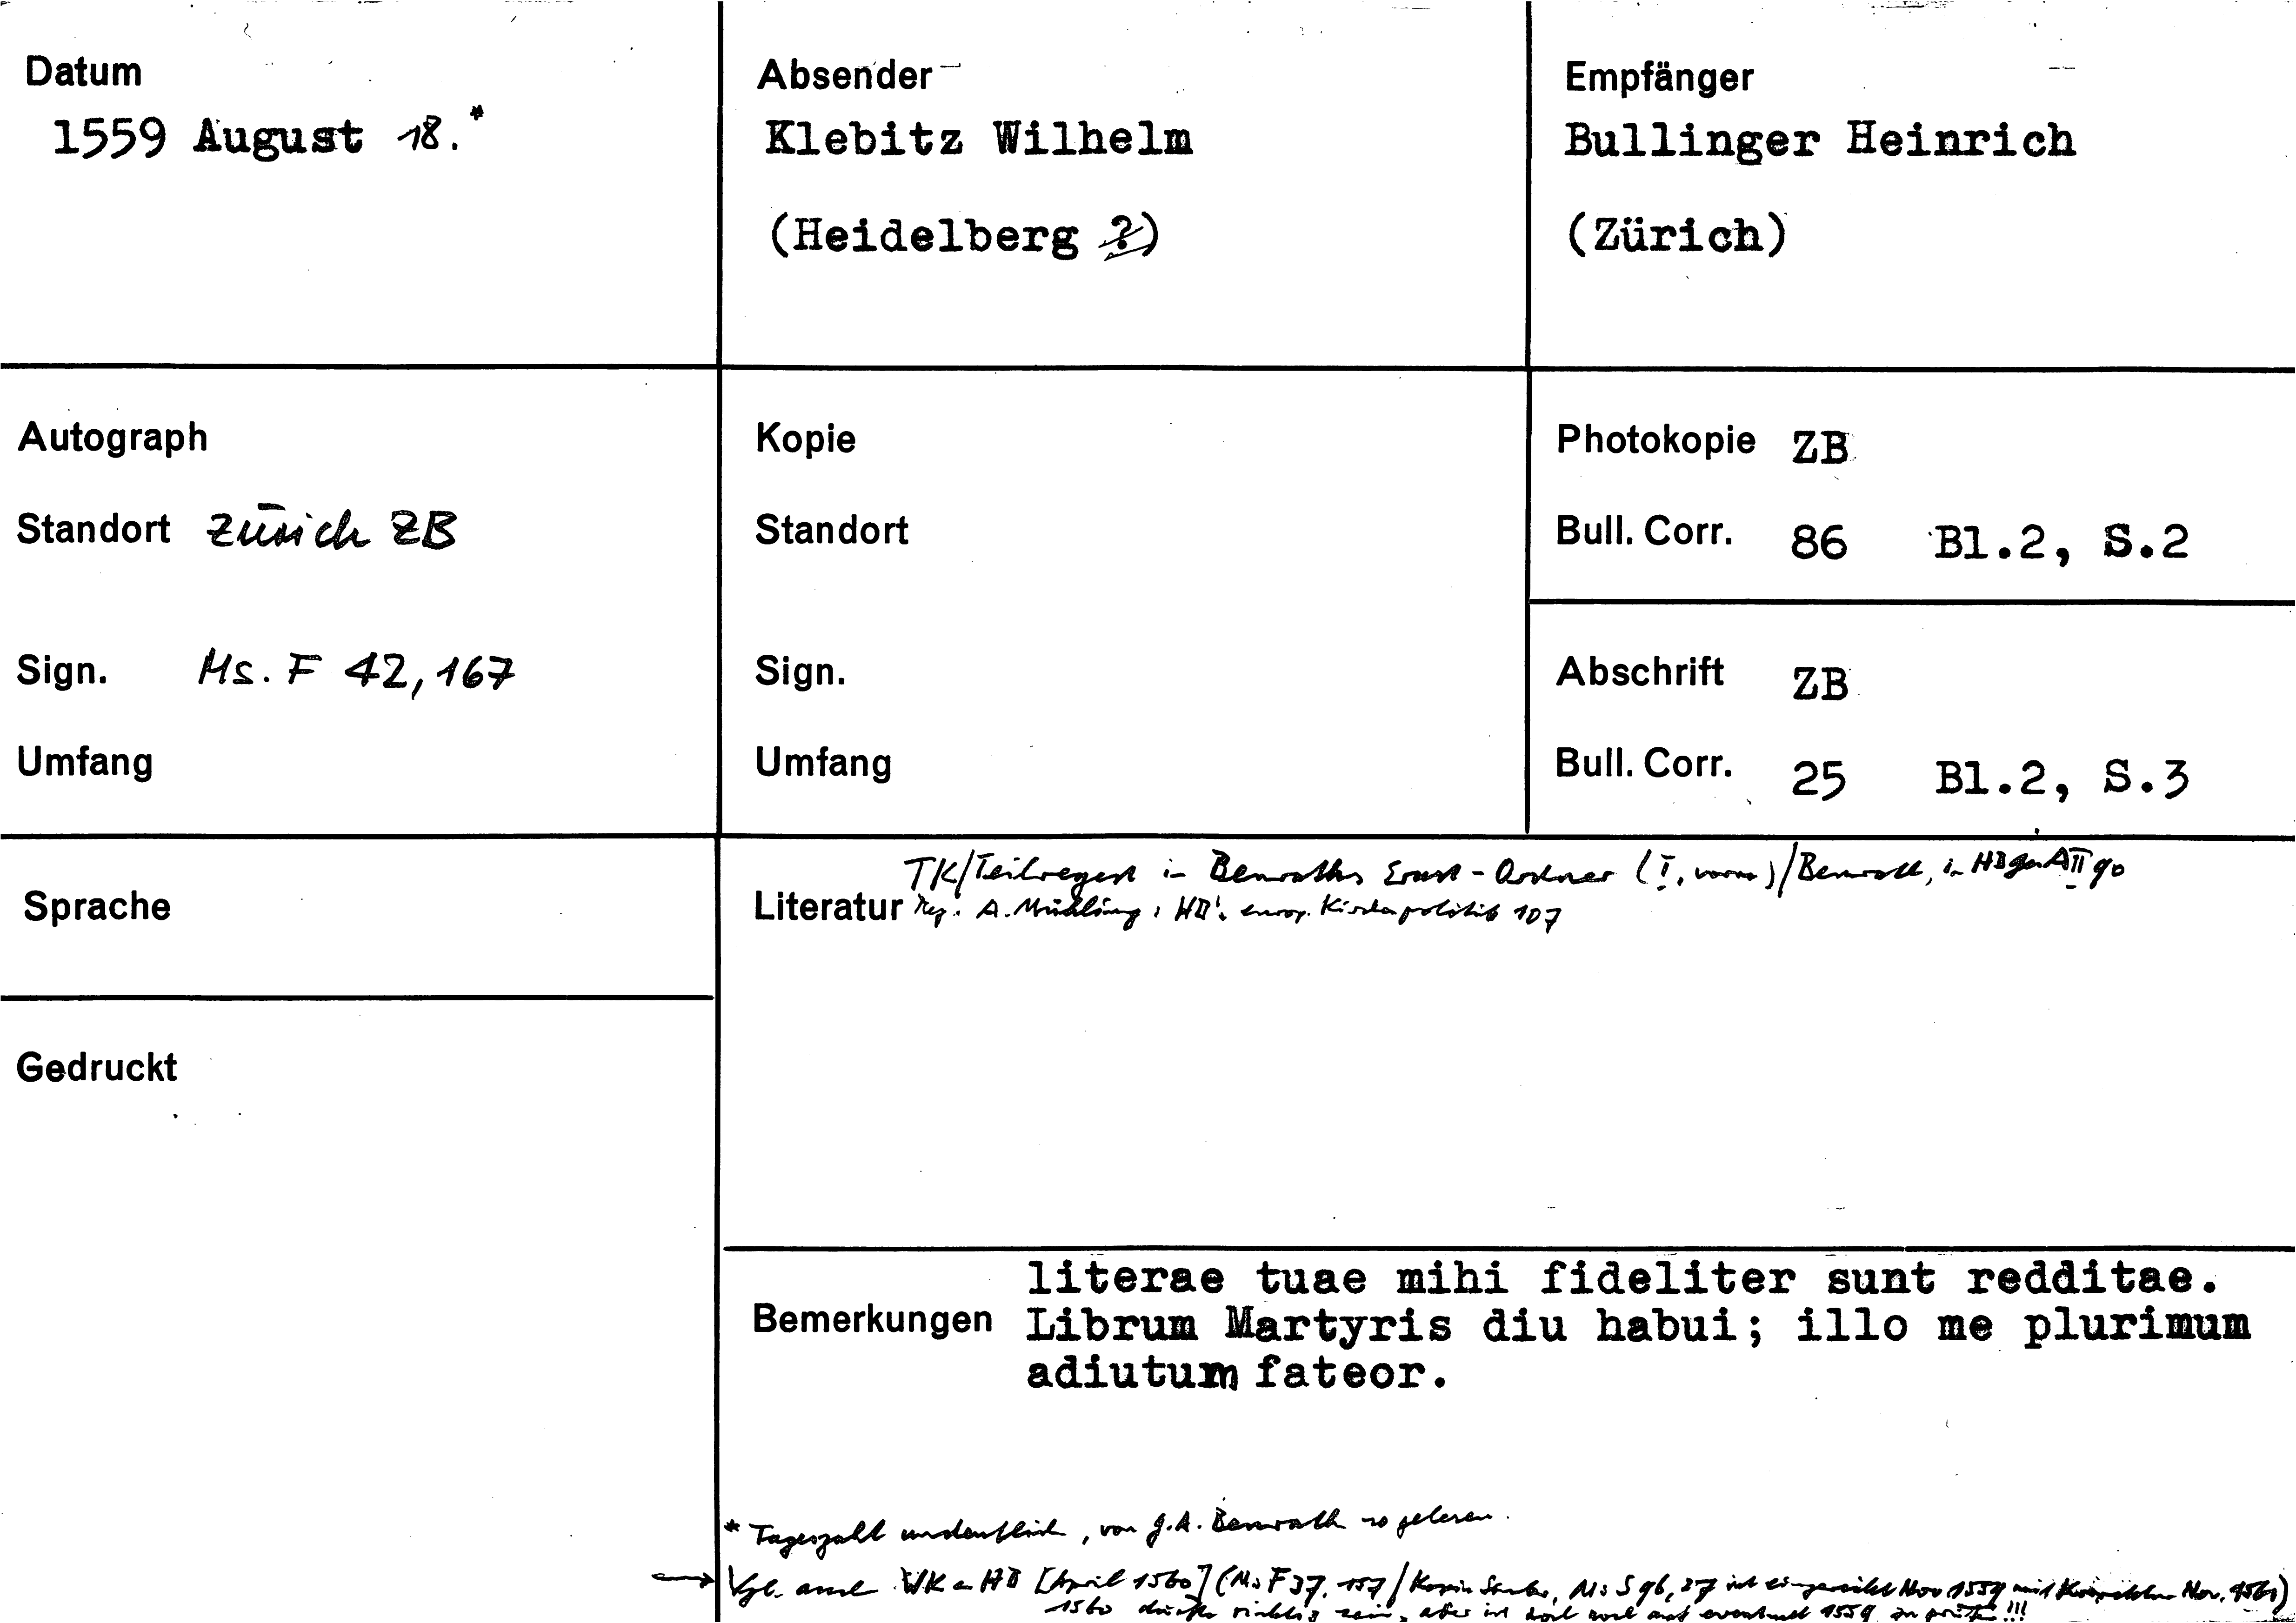 Datum
1559 August 18.*
Absender
Klebitz Wilhelm
(Heidelberg ?)
Empfänger
Bullinger Heinrich
(Zürich)
Autograph
Standort Zürich ZB
Sign. Ms. F 42, 167
Umfang
Kopie
Standort
Sign.
Umfang
Photokopie ZB
Bull. Corr. 86 Bl.2, S.2
Abschrift ZB
Bull. Corr. 25 Bl.2, S.3
Sprache
Gedruckt
TK/Teilregest in Benraths Ernst-Ordner (I, vorne)/Benrath, in HBGesA II 90
Literatur A. Mühling, HB's europ. Kirchenpolitik 107
Bemerkungen
literae tuae mihi fideliter sunt redditae.
Librum Martyris diu habui; illo me plurimum
adiutum fateor.
* Tageszahl undeutlich, von G.A. Benrath so gelesen.
→ Vgl. auch WK an HB [April 1560] (Ms F 37, 157 / Kopie Ms S 96, 27 ist eingereiht Nov 1559 mit Korrektur Nov. 1560)
1560 dürfte richtig sein, aber ist wohl auf eventuell 1559 zu prüfen!!!